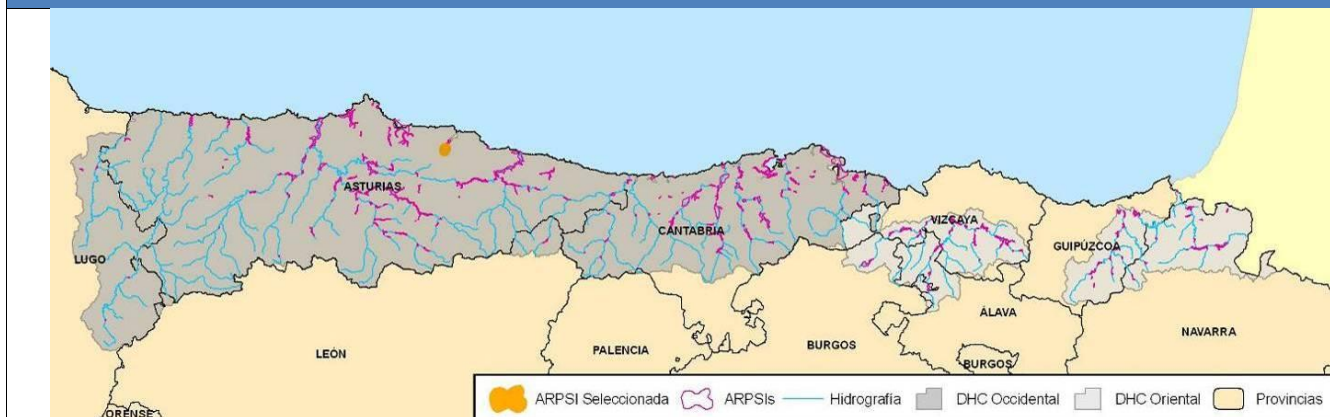 VIZCAYA
ASTURIAS
CANTABRIA
GUIPÚZCOA
LUGO
ÁLAVA
NAVARRA
LEÓN
PALENCIA
BURGOS
BURGOS
ORENSE
ARPSI Seleccionada ARPSIs Hidrografía DHC Occidental DHC Oriental Provincias